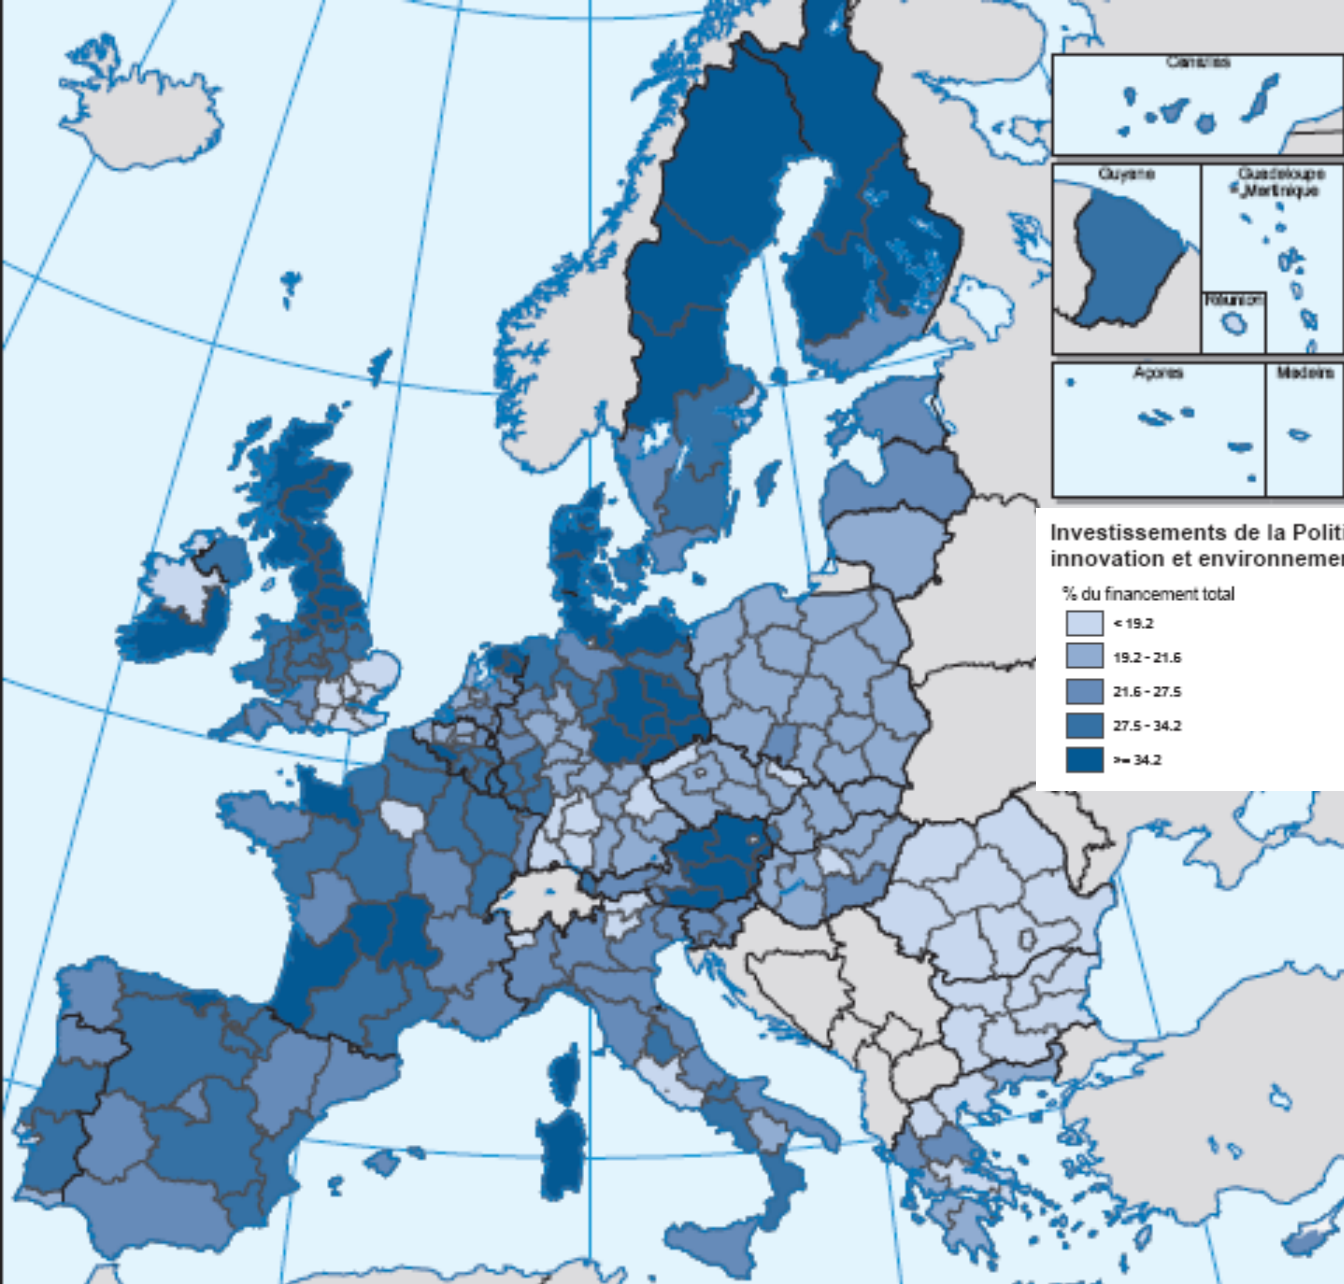 Canaries
Guyane
Guadeloupe
Martinique
Réunion
Açores
Madeira
Investissements de la Politi
innovation et environnemer
% du financement total
< 19.2
19.2 - 21.6
21.6 - 27.5
27.5 - 34.2
>= 34.2